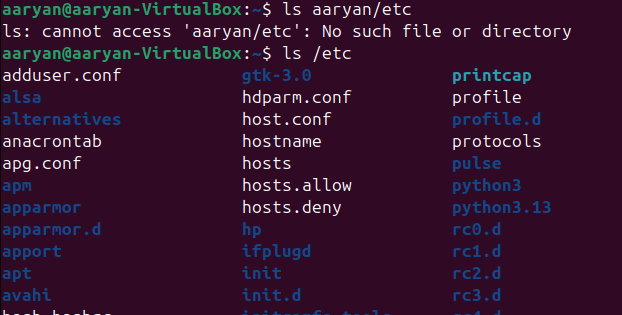 aaryan@aaryan-VirtualBox:~$ ls aaryan/etc
ls: cannot access 'aaryan/etc': No such file or directory
aaryan@aaryan-VirtualBox:~$ ls /etc
adduser.conf gtk-3.0 printcap
alsa hdparm.conf profile
alternatives host.conf profile.d
anacrontab hostname protocols
apg.conf hosts pulse
apm hosts.allow python3
apparmor hosts.deny python3.13
apparmor.d hp rc0.d
apport ifplugd rc1.d
apt init rc2.d
avahi init.d rc3.d